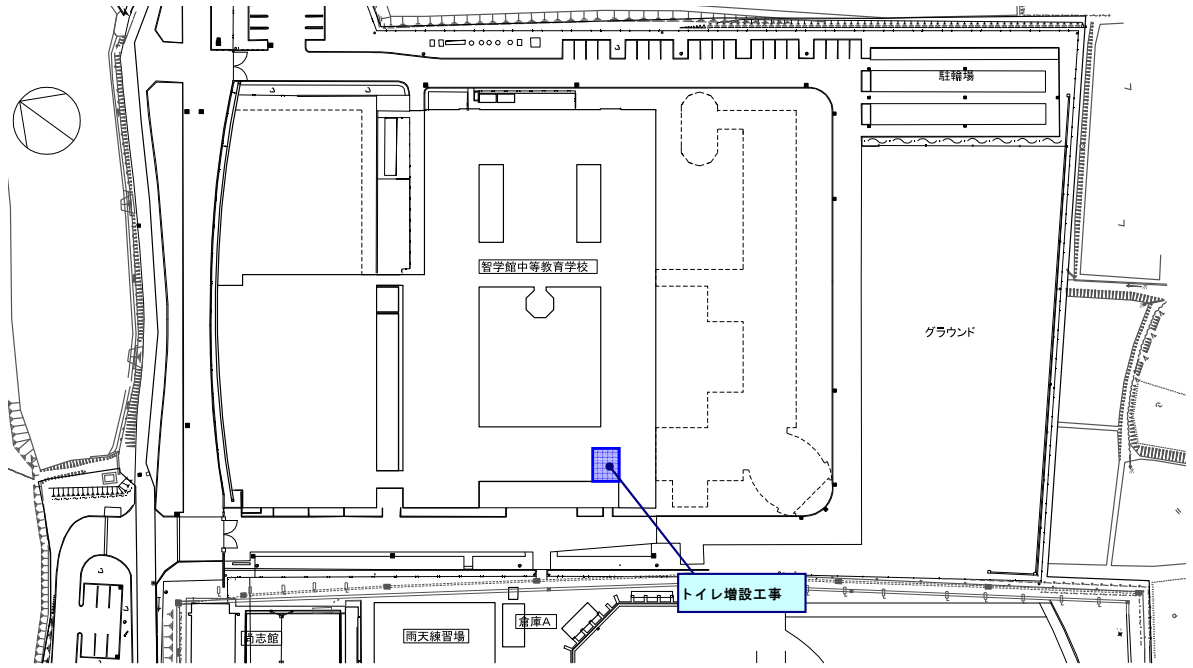 駐輪場
智学館中等教育学校
グラウンド
トイレ増設工事
倉庫A
雨天練習場
尚志館